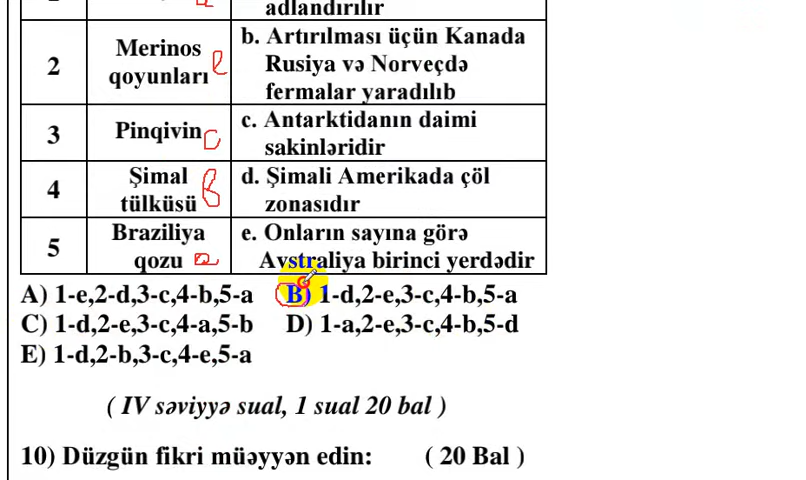 adlandırılır
2 Merinos qoyunları e b. Artırılması üçün Kanada
Rusiya və Norveçdə
fermalar yaradılıb
3 Pinqivin c c. Antarktidanın daimi
sakinləridir
4 Şimal tülküsü b d. Şimali Amerikada çöl
zonasıdır
5 Braziliya qozu a e. Onların sayına görə
Avstraliya birinci yerdədir
A) 1-e,2-d,3-c,4-b,5-a B) 1-d,2-e,3-c,4-b,5-a
C) 1-d,2-e,3-c,4-a,5-b D) 1-a,2-e,3-c,4-b,5-d
E) 1-d,2-b,3-c,4-e,5-a
( IV səviyyə sual, 1 sual 20 bal )
10) Düzgün fikri müəyyən edin: ( 20 Bal )